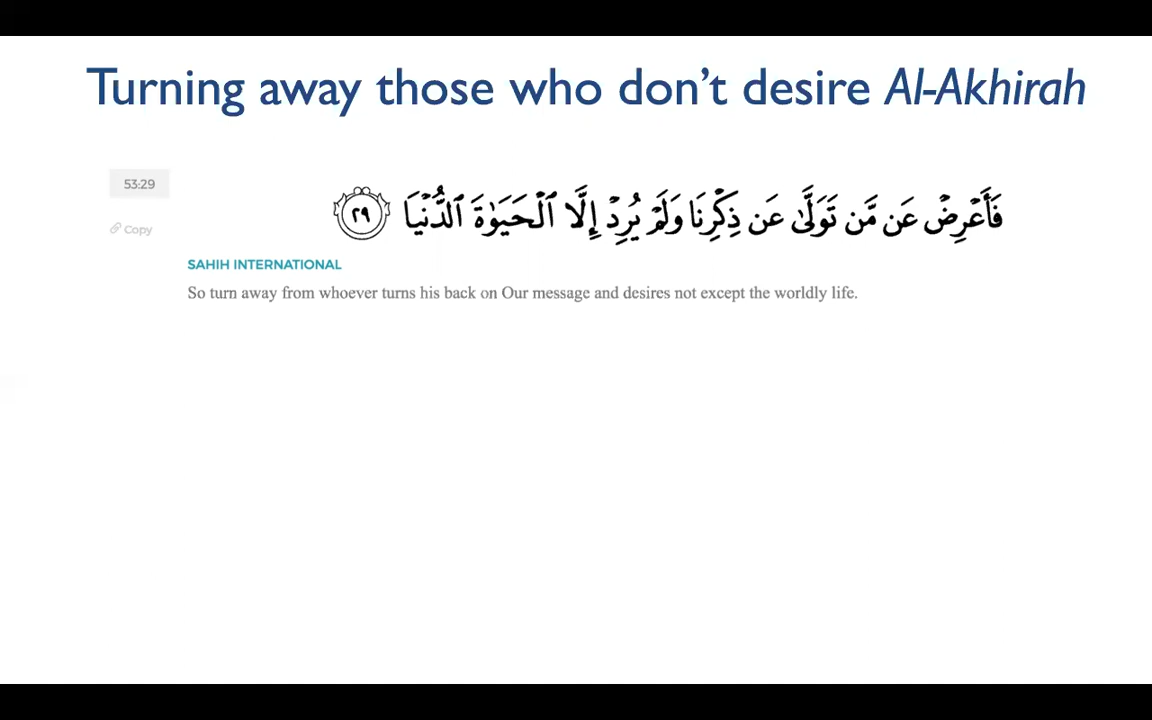 Turning away those who don’t desire Al-Akhirah
53:29
فَأَعْرِضْ عَن مَّن تَوَلَّىٰ عَن ذِكْرِنَا وَلَمْ يُرِدْ إِلَّا ٱلْحَيَوٰةَ ٱلدُّنْيَا ٢٩
Copy
SAHIH INTERNATIONAL
So turn away from whoever turns his back on Our message and desires not except the worldly life.